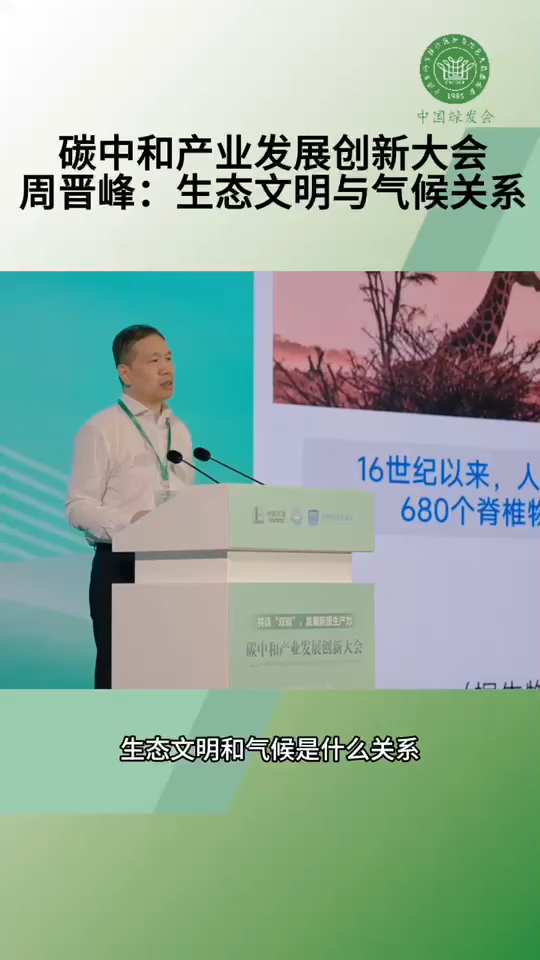 1985
中国绿发会
碳中和产业发展创新大会
周晋峰：生态文明与气候关系
16世纪以来，人
680个脊椎物
共话“双碳”，发展新质生产力
碳中和产业发展创新大会
生态文明和气候是什么关系